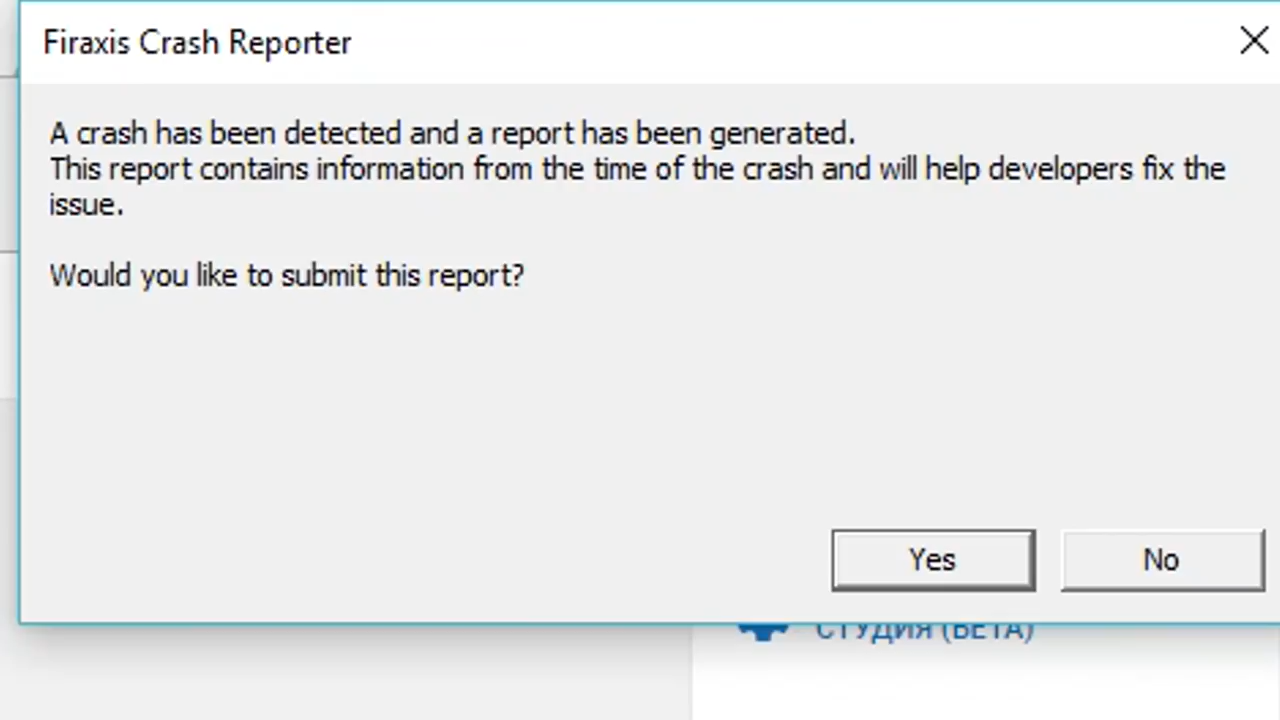 Firaxis Crash Reporter
A crash has been detected and a report has been generated.
This report contains information from the time of the crash and will help developers fix the
issue.
Would you like to submit this report?
Yes
No
СТУДИЯ (БЕТА)